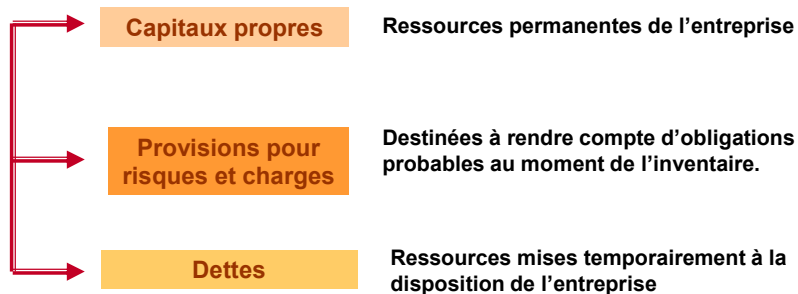 Capitaux propres
Ressources permanentes de l’entreprise
Provisions pour
risques et charges
Destinées à rendre compte d’obligations
probables au moment de l’inventaire.
Dettes
Ressources mises temporairement à la
disposition de l’entreprise